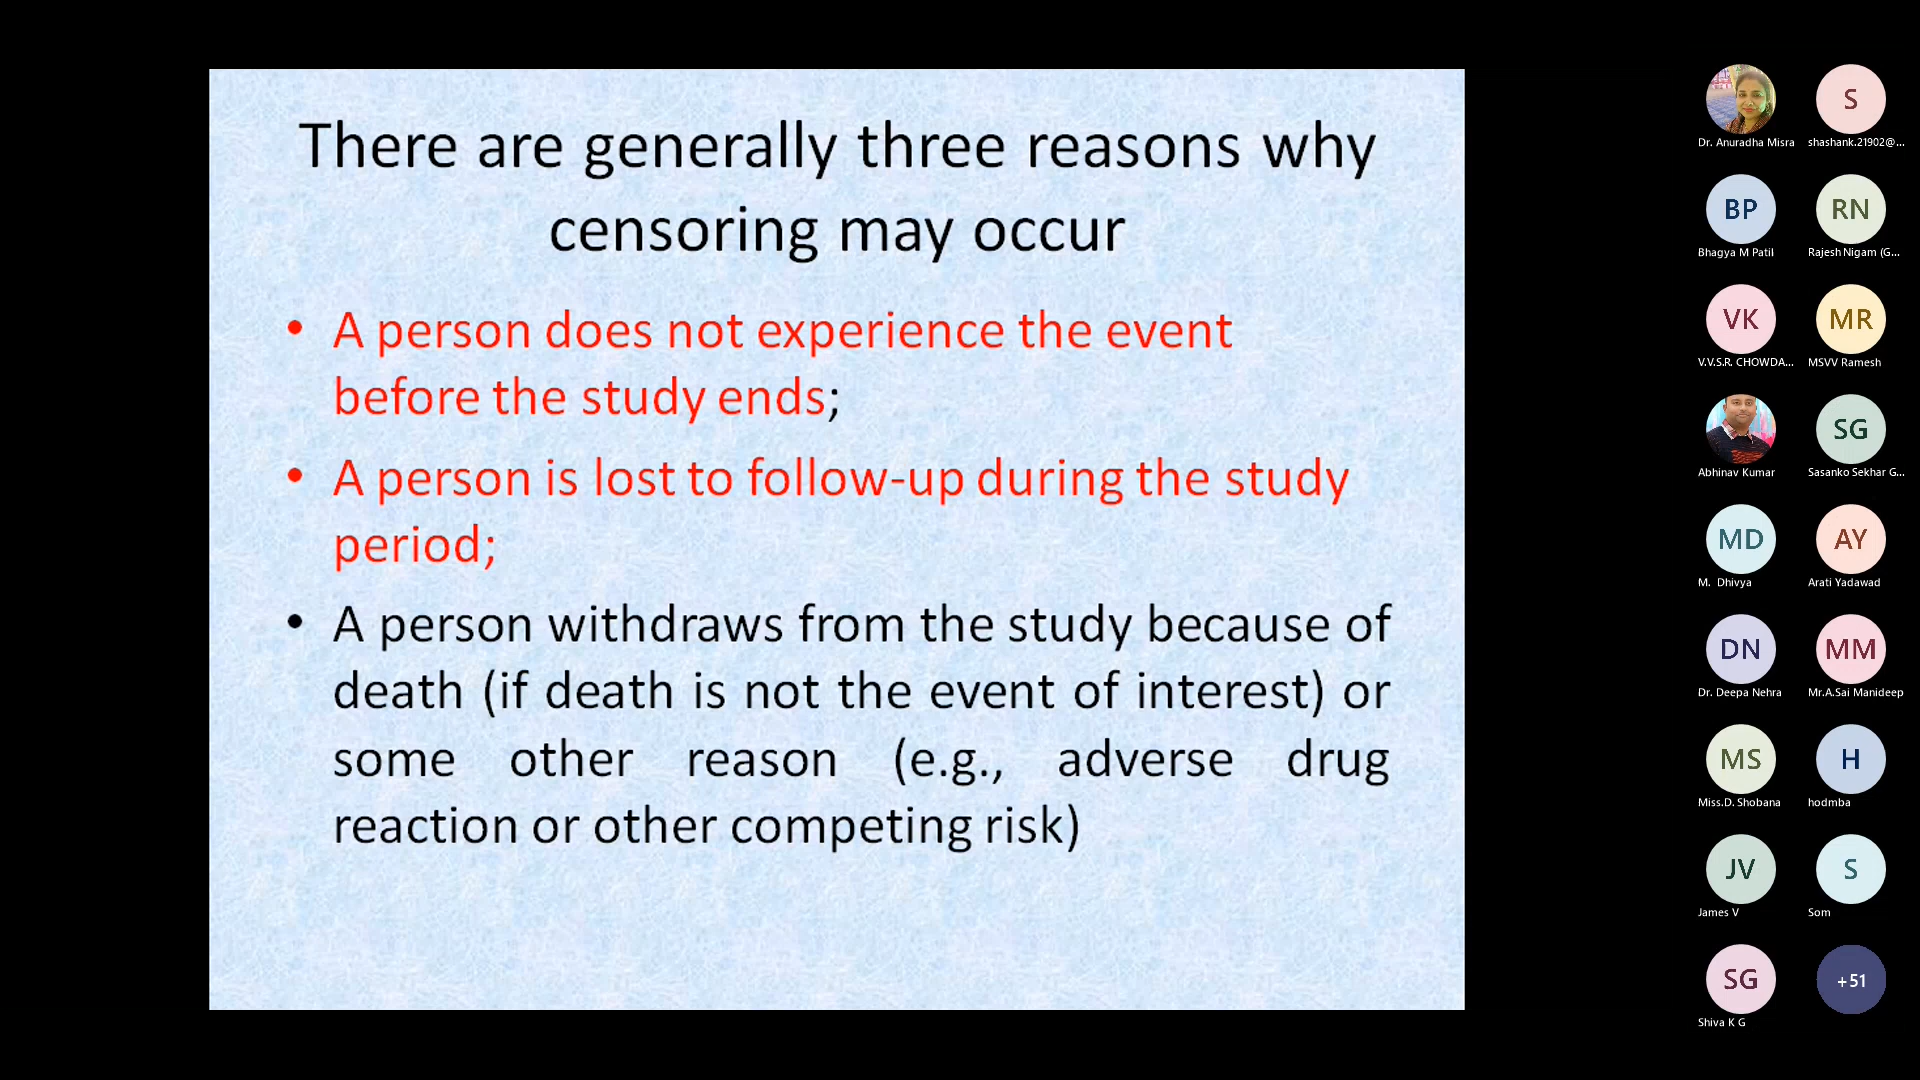 There are generally three reasons why
censoring may occur
• A person does not experience the event
before the study ends;
• A person is lost to follow-up during the study
period;
• A person withdraws from the study because of
death (if death is not the event of interest) or
some other reason (e.g., adverse drug
reaction or other competing risk)
Dr. Anuradha Misra
S
shashank.21902@...
BP
Bhagya M Patil
RN
Rajesh Nigam (G...
VK
V.V.S.R. CHOWDA...
MR
MSVV Ramesh
Abhinav Kumar
SG
Sasanko Sekhar G...
MD
M. Dhivya
AY
Arati Yadawad
DN
Dr. Deepa Nehra
MM
Mr.A.Sai Manideep
MS
Miss.D. Shobana
H
hodmba
JV
James V
S
Som
SG
Shiva K G
+51